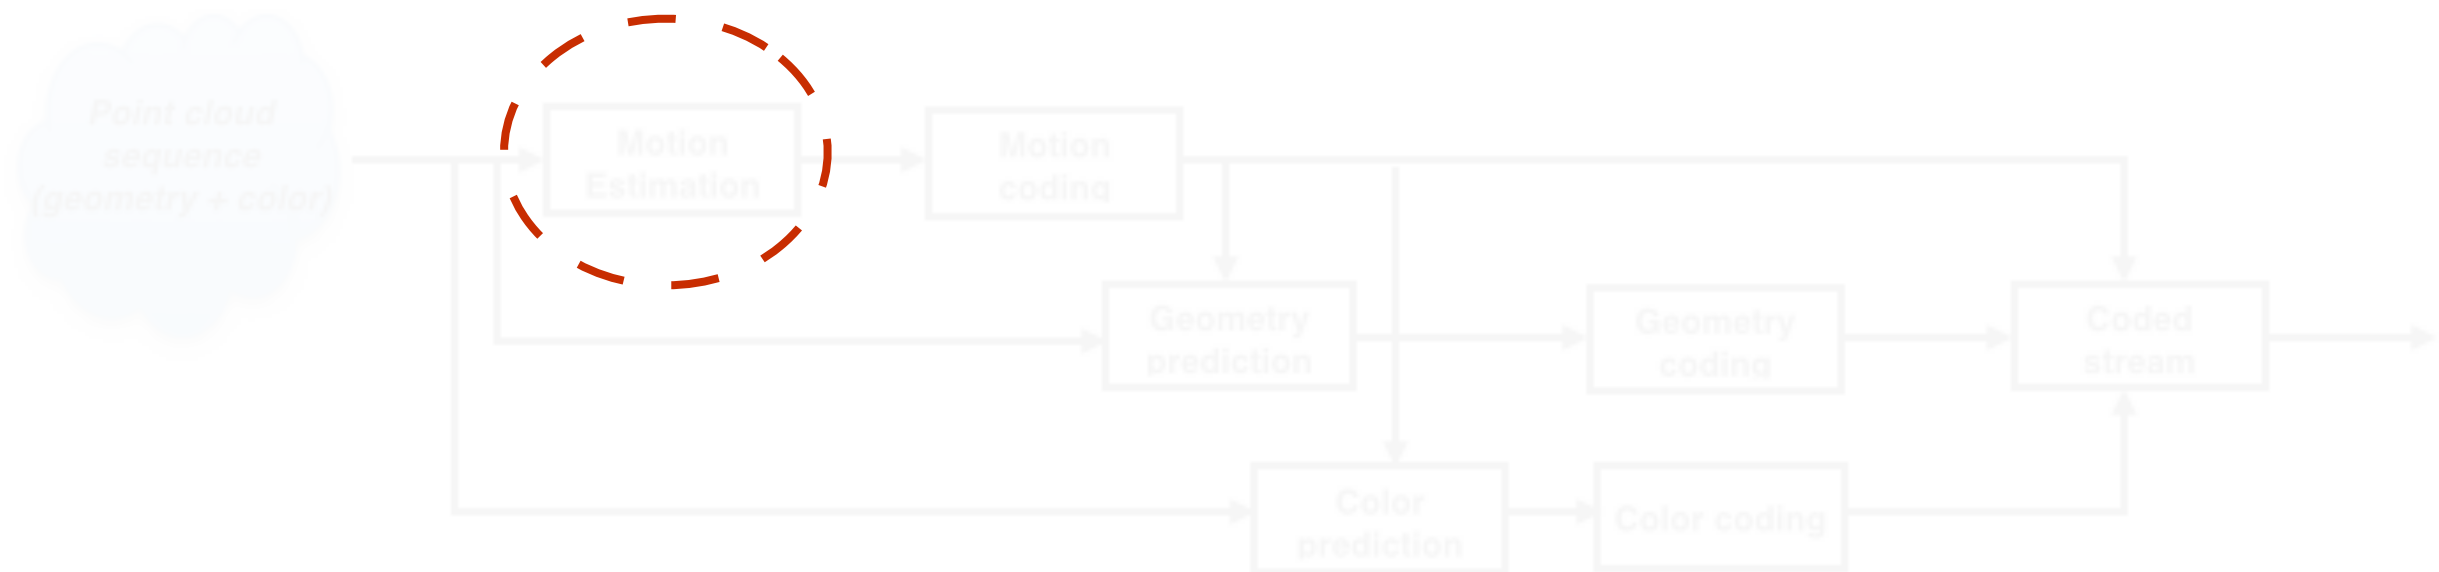 Point cloud
sequence
(geometry + color)
Motion
Estimation
Motion
coding
Geometry
prediction
Geometry
coding
Coded
stream
Color
prediction
Color coding